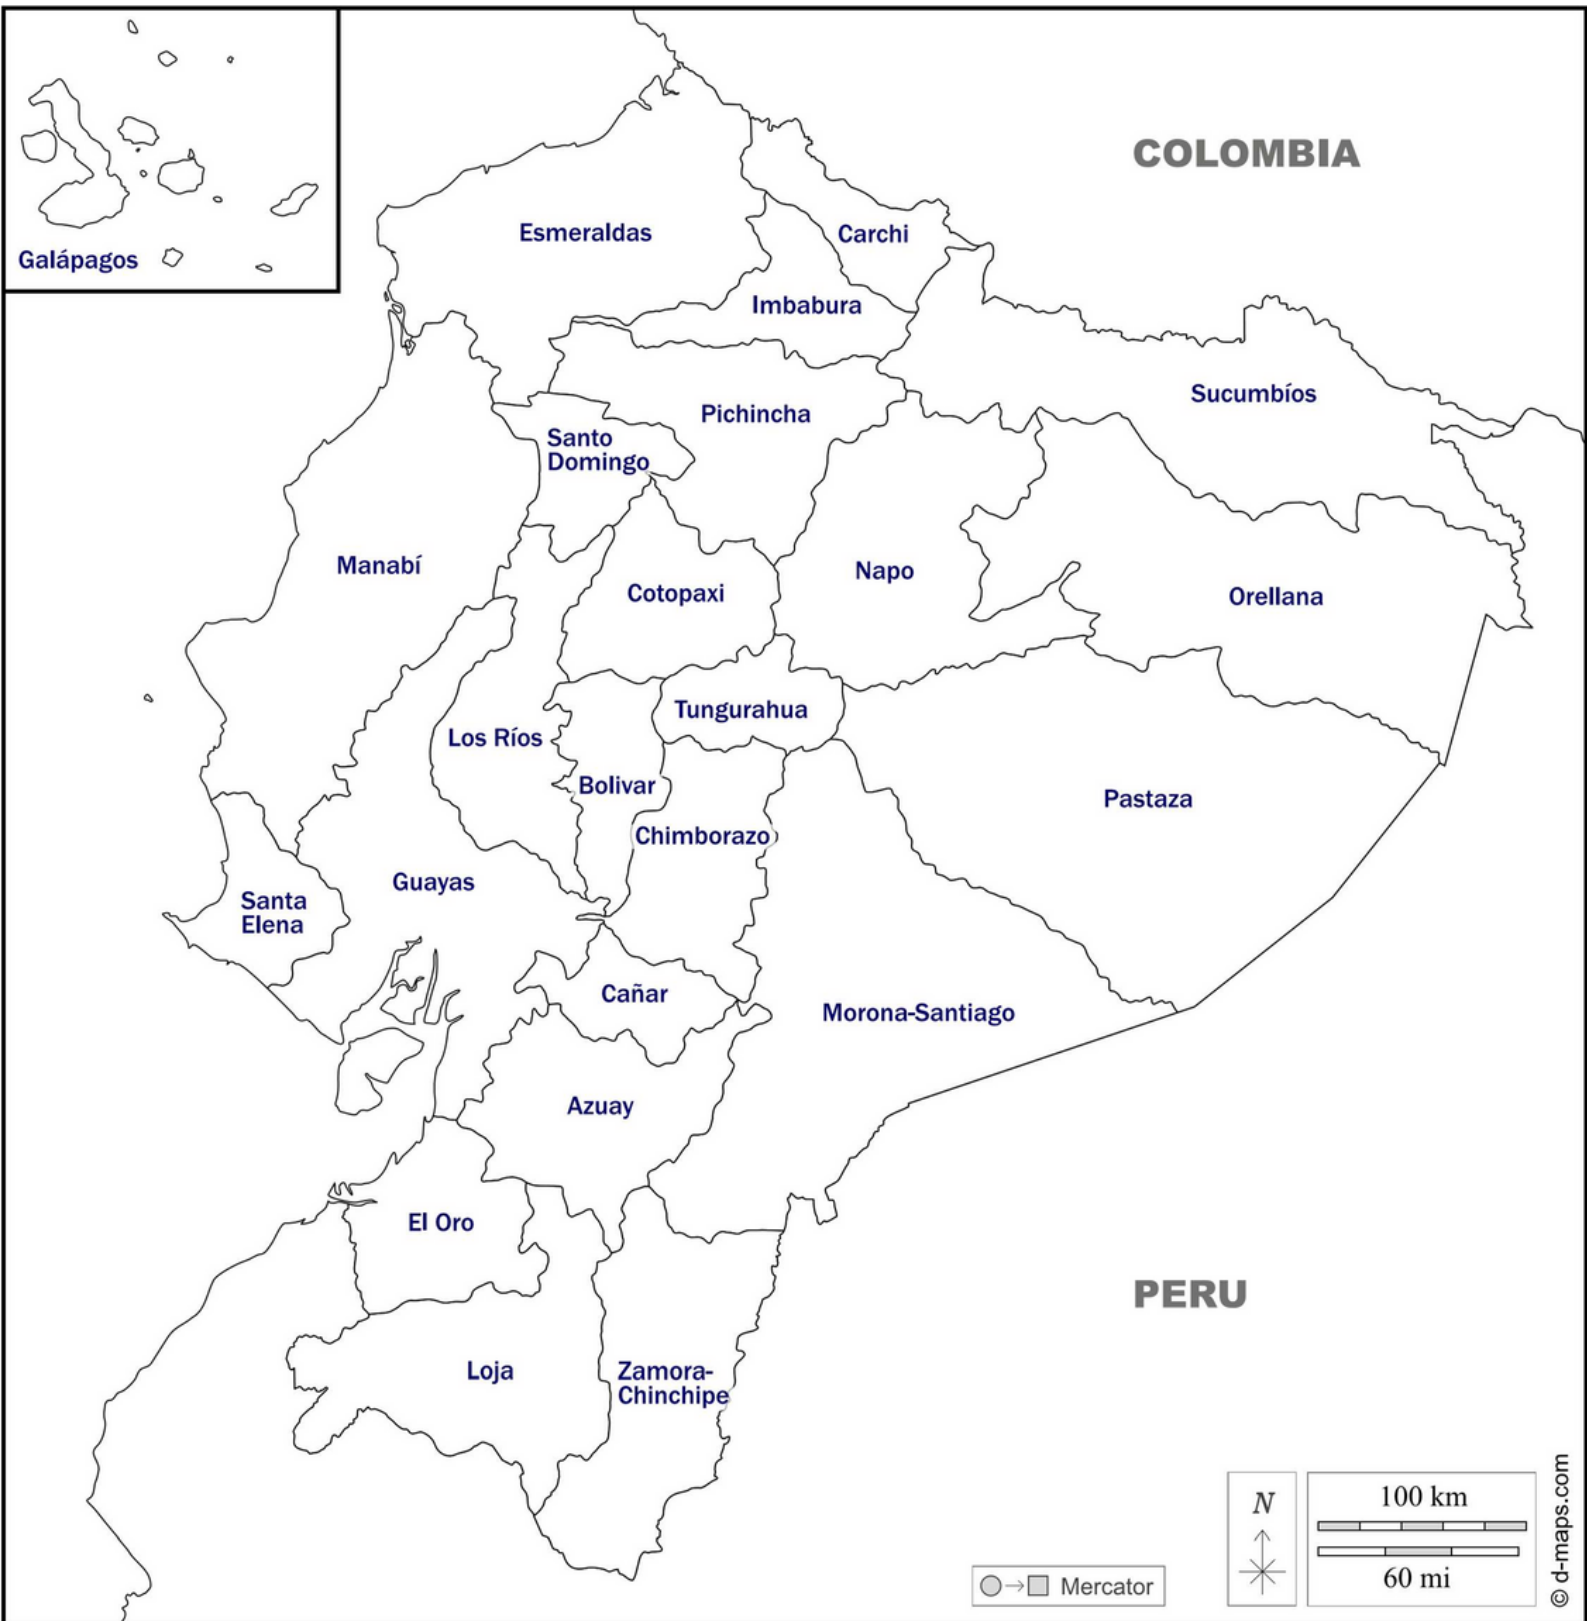 COLOMBIA
Esmeraldas
Carchi
Galápagos
Imbabura
Sucumbíos
Pichincha
Santo
Domingo
Manabí
Napo
Cotopaxi
Orellana
Tungurahua
Los Ríos
Bolivar
Pastaza
Chimborazo
Guayas
Santa
Elena
Cañar
Morona-Santiago
Azuay
El Oro
PERU
Loja
Zamora-
Chinchipe
N
100 km
60 mi
Mercator
© d-maps.com